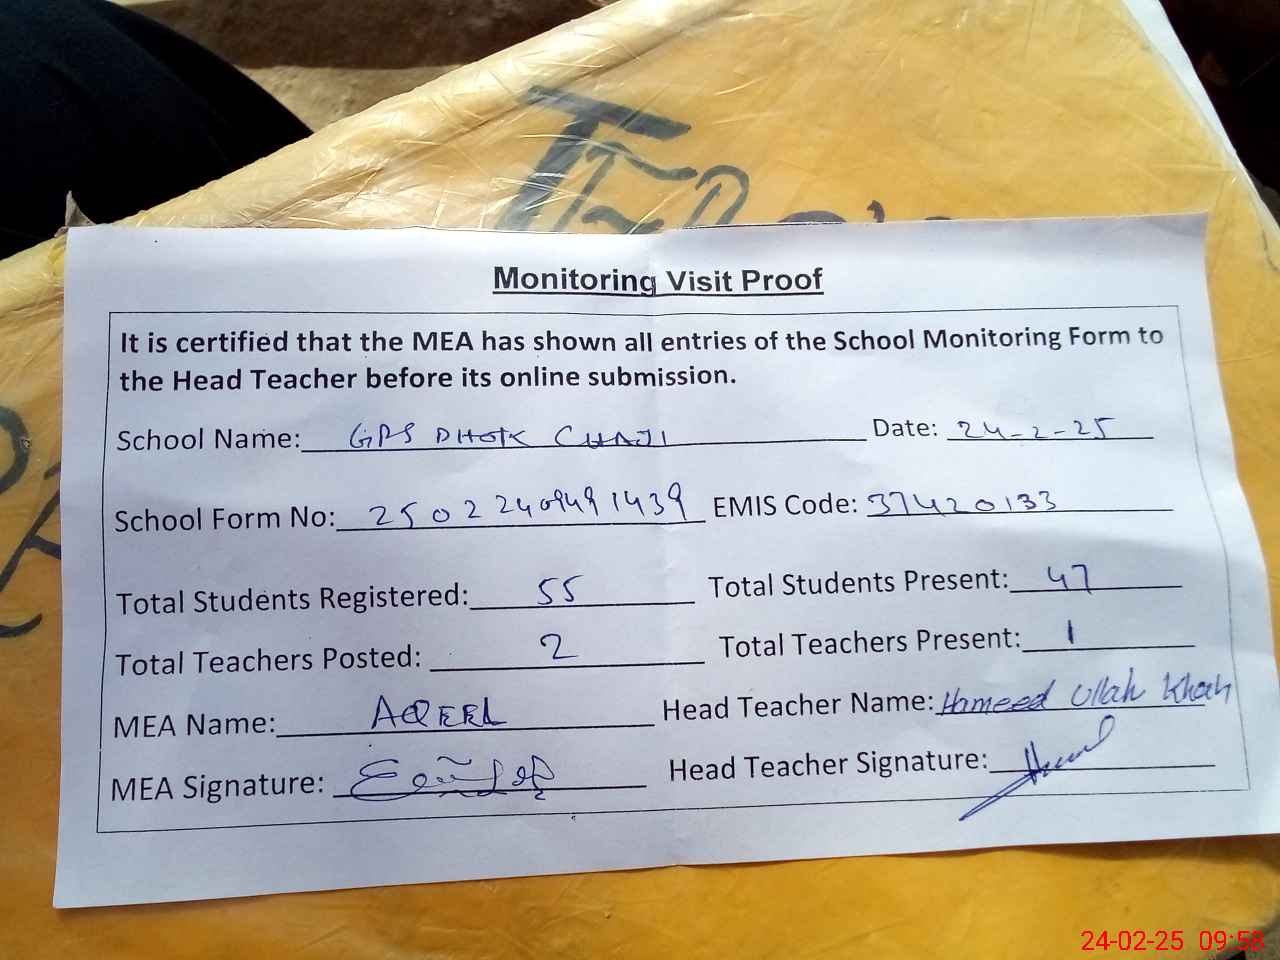 Monitoring Visit Proof
It is certified that the MEA has shown all entries of the School Monitoring Form to
the Head Teacher before its online submission.
School Name: GPS DHOK CHAJI Date: 24-2-25
School Form No: 25022409491439 EMIS Code: 37420133
Total Students Registered: 55 Total Students Present: 47
Total Teachers Posted: 2 Total Teachers Present: 1
MEA Name: AQEEL Head Teacher Name: Hameed Ullah Khan
MEA Signature: Head Teacher Signature:
24-02-25 09:58